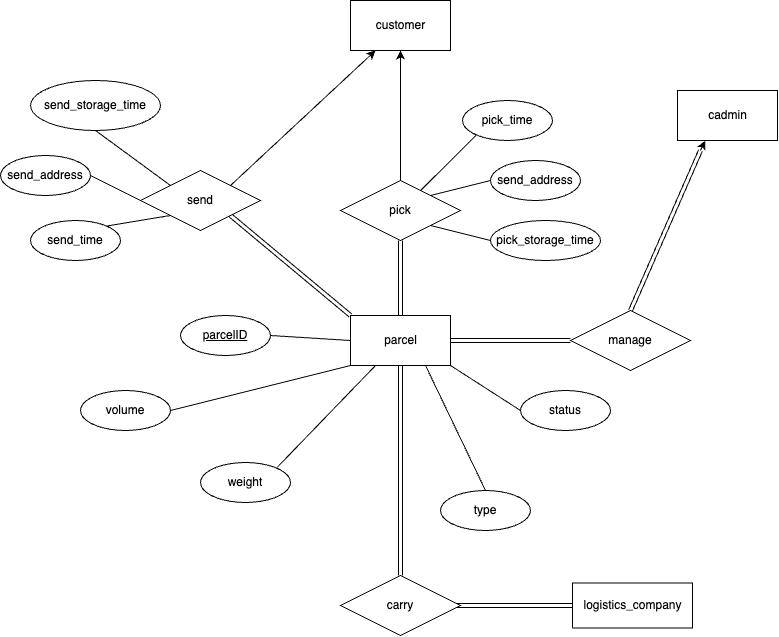 customer
send_storage_time
cadmin
pick_time
send_address
send_address
send
pick
send_time
pick_storage_time
parcelID
parcel
manage
volume
status
weight
type
carry
logistics_company